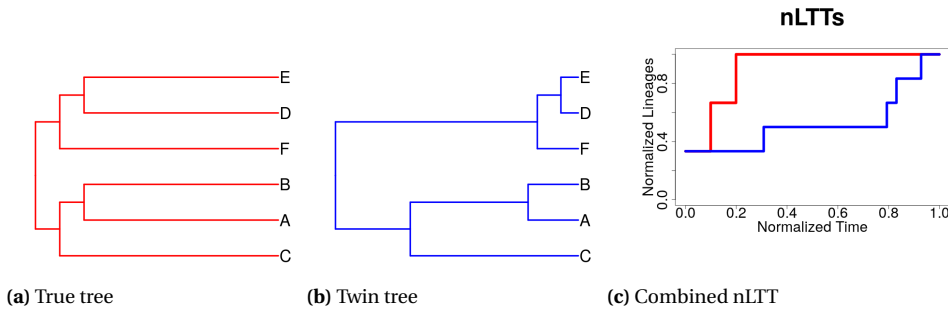 nLTTs
E
D
F
B
A
C
E
D
F
B
A
C
Normalized Lineages
0.0
0.4
0.8
0.0 0.2 0.4 0.6 0.8 1.0
Normalized Time
(a) True tree
(b) Twin tree
(c) Combined nLTT